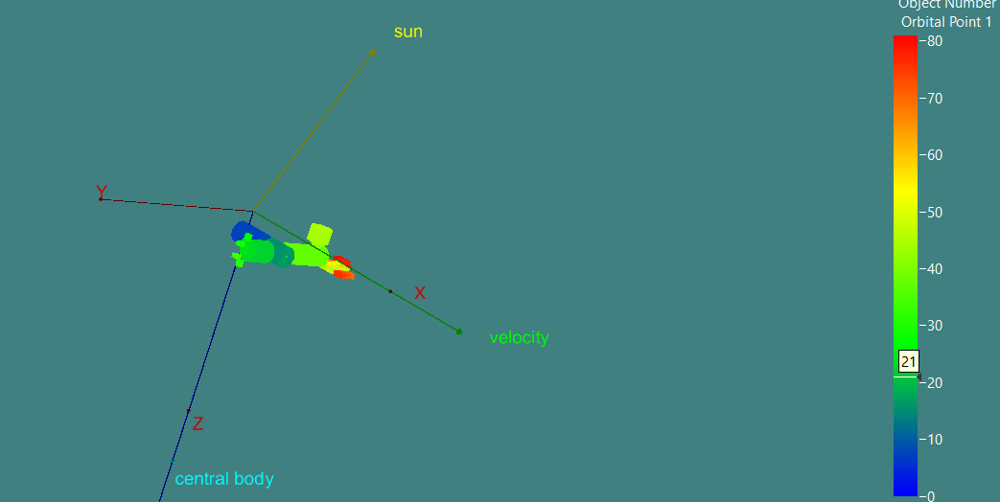 Object Number
Orbital Point 1
sun
80
70
60
Y
50
40
X
30
velocity
21
20
Z
10
central body
0